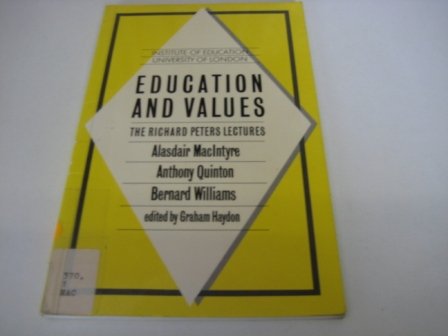 INSTITUTE OF EDUCATION
UNIVERSITY OF LONDON
EDUCATION
AND VALUES
THE RICHARD PETERS LECTURES
Alasdair MacIntyre
Anthony Quinton
Bernard Williams
edited by Graham Haydon
370.
MAC